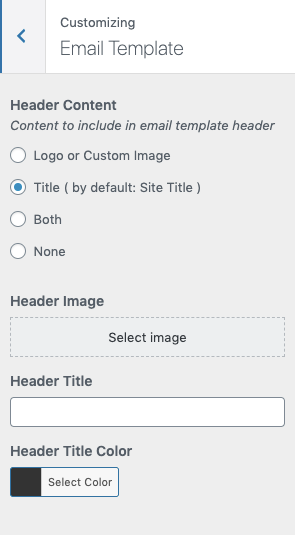 Customizing
Email Template
Header Content
Content to include in email template header
Logo or Custom Image
Title ( by default: Site Title )
Both
None
Header Image
Select image
Header Title
Header Title Color
Select Color